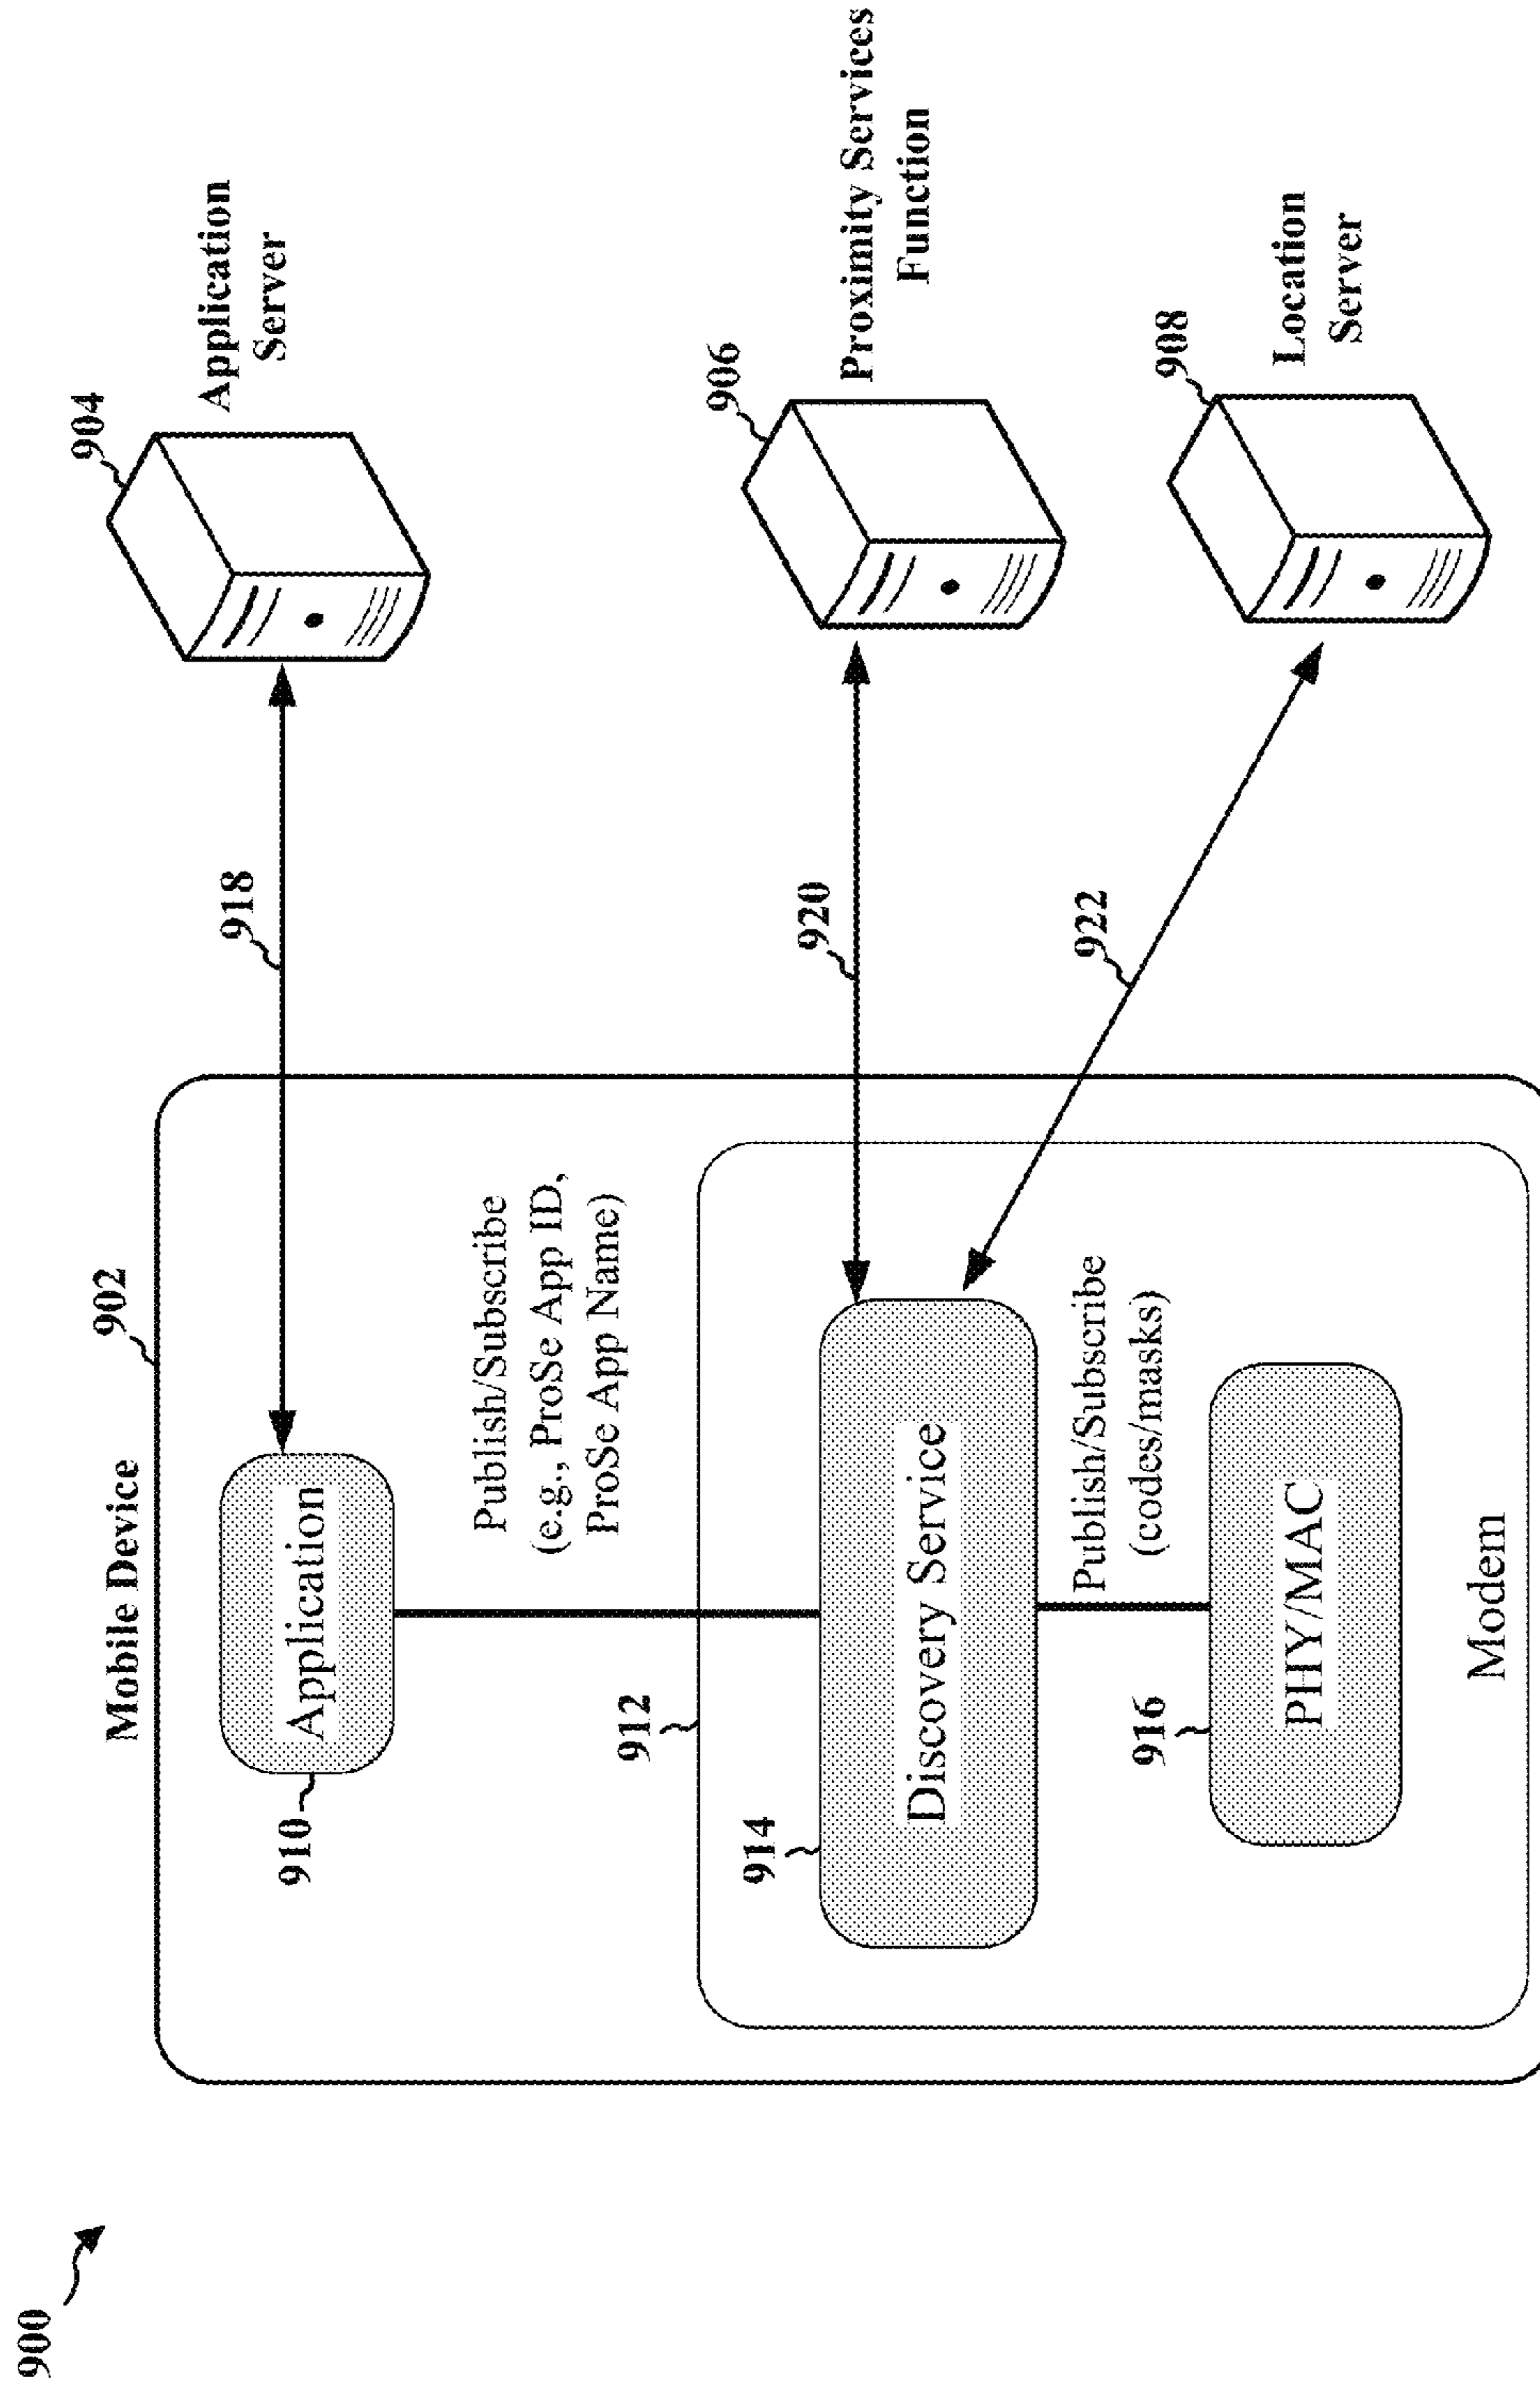 900
Mobile Device
902
910
Application
Publish/Subscribe
(e.g., ProSe App ID,
ProSe App Name)
912
914
Discovery Service
Publish/Subscribe
(codes/masks)
916
PHY/MAC
Modem
918
920
922
904
Application
Server
906
Proximity Services
Function
908
Location
Server